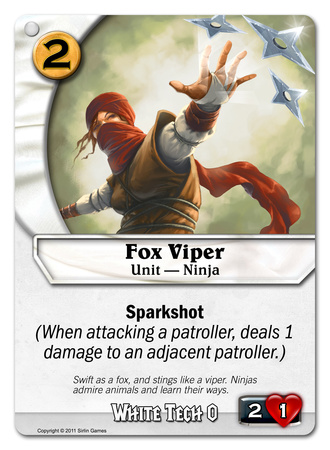 2
Fox Viper
Unit — Ninja
Sparkshot
(When attacking a patroller, deals 1
damage to an adjacent patroller.)
Swift as a fox, and stings like a viper. Ninjas
admire animals and learn their ways.
White Tech 0
2 1
Copyright © 2011 Sirlin Games